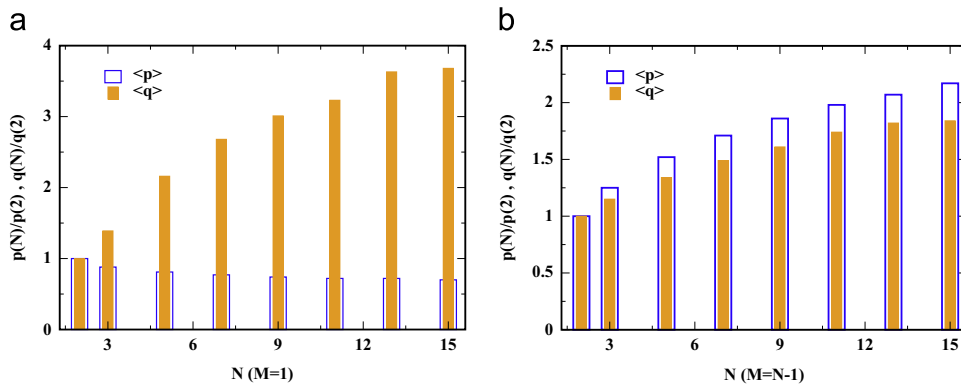 a
4
3
2
1
0
p(N)/p(2) , q(N)/q(2)
<p>
<q>
3
6
9
12
15
N (M=1)
b
2.5
2
1.5
1
0.5
0
p(N)/p(2) , q(N)/q(2)
<p>
<q>
3
6
9
12
15
N (M=N-1)